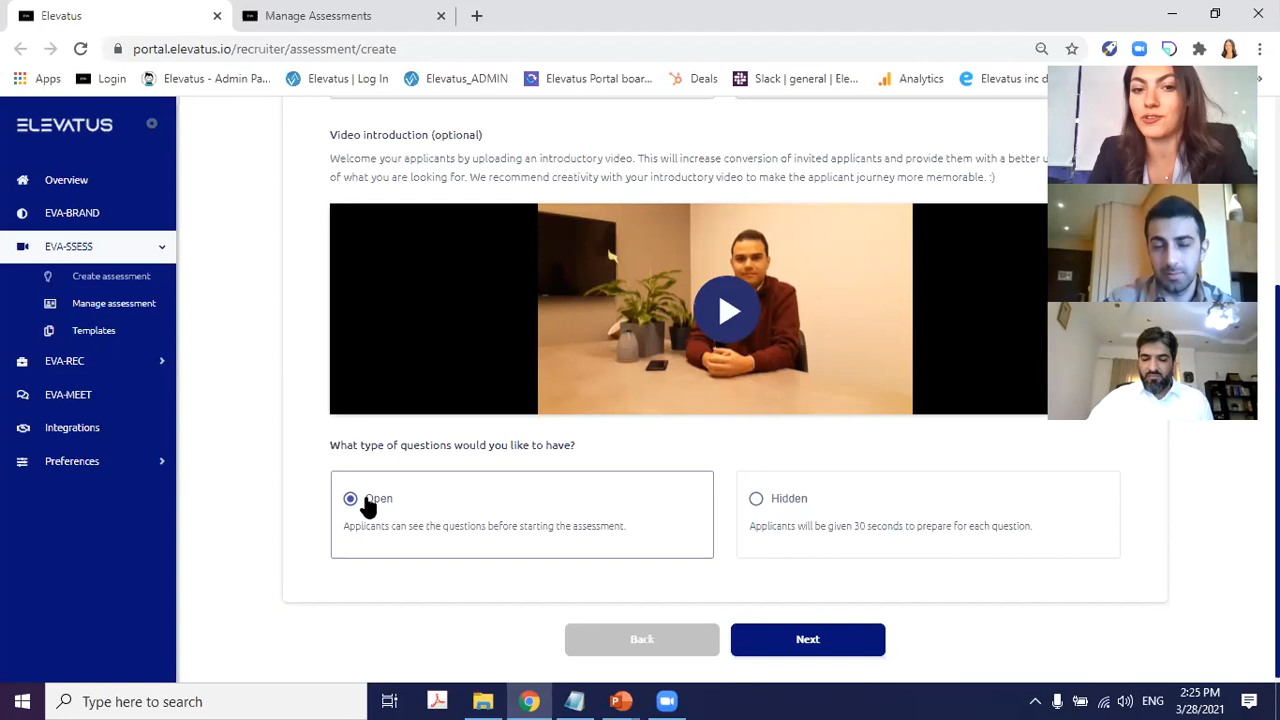 Elevatus
Manage Assessments
portal.elevatus.io/recruiter/assessment/create
Apps
Login
Elevatus - Admin Pa...
Elevatus | Log In
Elevatus_ADMIN
Elevatus Portal boar...
Deals
Slack | general | Ele...
Analytics
Elevatus inc d
ELEVATUS
Overview
EVA-BRAND
EVA-SSESS
Create assessment
Manage assessment
Templates
EVA-REC
EVA-MEET
Integrations
Preferences
Video introduction (optional)
Welcome your applicants by uploading an introductory video. This will increase conversion of invited applicants and provide them with a better u
of what you are looking for. We recommend creativity with your introductory video to make the applicant journey more memorable. :)
What type of questions would you like to have?
Open
Applicants can see the questions before starting the assessment.
Hidden
Applicants will be given 30 seconds to prepare for each question.
Back
Next
Type here to search
ENG
2:25 PM
3/28/2021